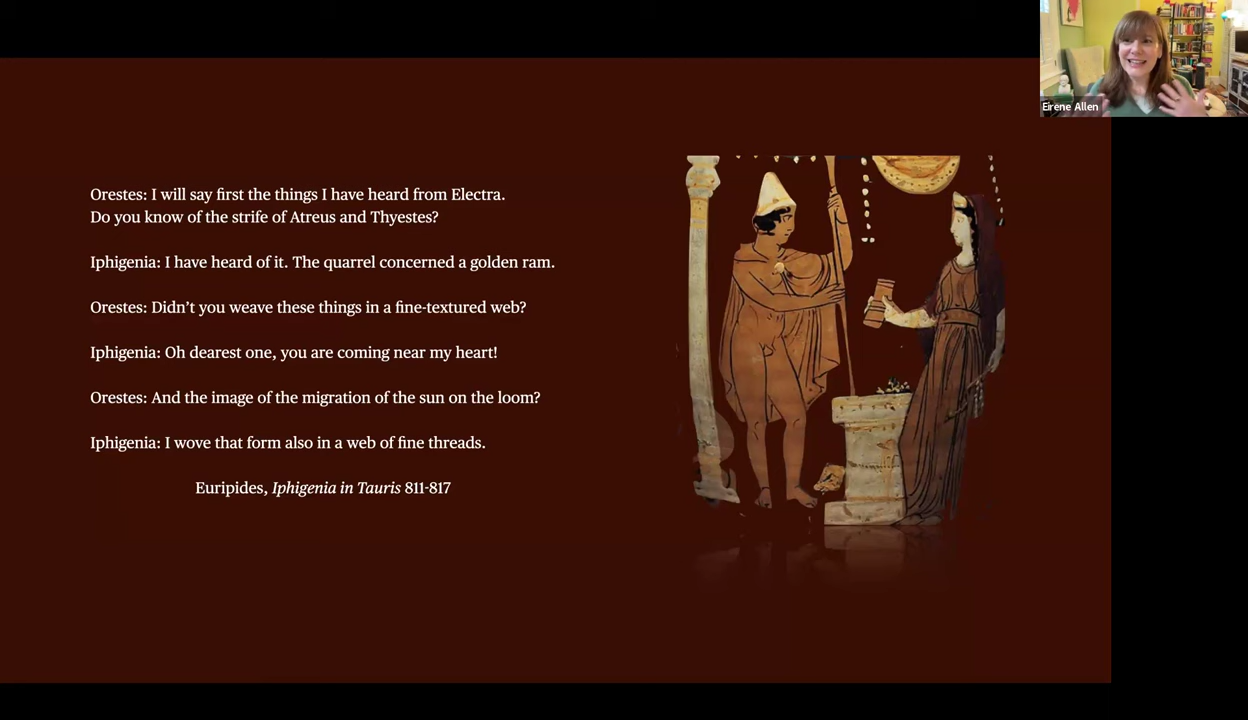 Eirene Allen
Orestes: I will say first the things I have heard from Electra.
Do you know of the strife of Atreus and Thyestes?
Iphigenia: I have heard of it. The quarrel concerned a golden ram.
Orestes: Didn’t you weave these things in a fine-textured web?
Iphigenia: Oh dearest one, you are coming near my heart!
Orestes: And the image of the migration of the sun on the loom?
Iphigenia: I wove that form also in a web of fine threads.
Euripides, Iphigenia in Tauris 811-817